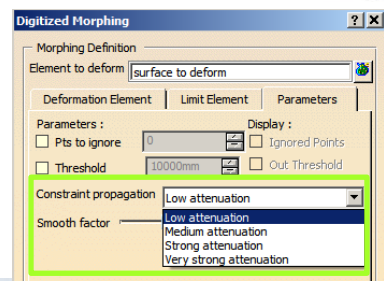 Digitized Morphing
Morphing Definition
Element to deform surface to deform
Deformation Element Limit Element Parameters
Parameters : Display :
Pts to ignore 0 Ignored Points
Threshold 10000mm Out Threshold
Constraint propagation Low attenuation
Smooth factor Low attenuation
Medium attenuation
Strong attenuation
Very strong attenuation